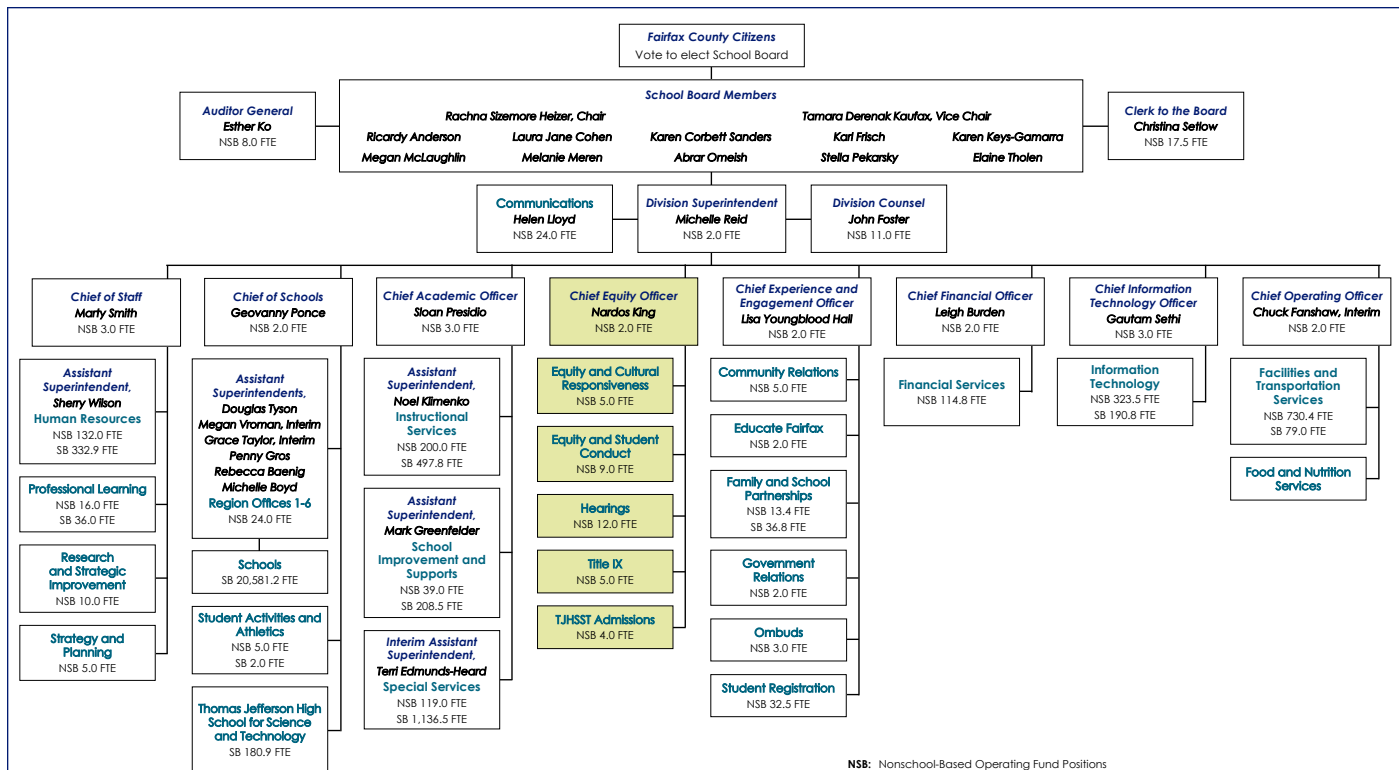 Fairfax County Citizens
Vote to elect School Board
School Board Members
Rachna Sizemore Heizer, Chair
Tamara Derenak Kaufax, Vice Chair
Ricardy Anderson
Laura Jane Cohen
Karen Corbett Sanders
Karl Frisch
Karen Keys-Gamarra
Megan McLaughlin
Melanie Meren
Abrar Omeish
Stella Pekarsky
Elaine Tholen
Auditor General
Esther Ko
NSB 8.0 FTE
Clerk to the Board
Christina Setlow
NSB 17.5 FTE
Communications
Helen Lloyd
NSB 24.0 FTE
Division Superintendent
Michelle Reid
NSB 2.0 FTE
Division Counsel
John Foster
NSB 11.0 FTE
Chief of Staff
Marty Smith
NSB 3.0 FTE
Assistant
Superintendent,
Sherry Wilson
Human Resources
NSB 132.0 FTE
SB 332.9 FTE
Professional Learning
NSB 16.0 FTE
SB 36.0 FTE
Research
and Strategic
Improvement
NSB 10.0 FTE
Strategy and
Planning
NSB 5.0 FTE
Chief of Schools
Geovanny Ponce
NSB 2.0 FTE
Assistant
Superintendents,
Douglas Tyson
Megan Vroman, Interim
Grace Taylor, Interim
Penny Gros
Rebecca Baenig
Michelle Boyd
Region Offices 1-6
NSB 24.0 FTE
Schools
SB 20,581.2 FTE
Student Activities and
Athletics
NSB 5.0 FTE
SB 2.0 FTE
Thomas Jefferson High
School for Science
and Technology
SB 180.9 FTE
Chief Academic Officer
Sloan Presidio
NSB 3.0 FTE
Assistant
Superintendent,
Noel Klimenko
Instructional
Services
NSB 200.0 FTE
SB 497.8 FTE
Assistant
Superintendent,
Mark Greenfelder
School
Improvement and
Supports
NSB 39.0 FTE
SB 208.5 FTE
Interim Assistant
Superintendent,
Terri Edmunds-Heard
Special Services
NSB 119.0 FTE
SB 1,136.5 FTE
Chief Equity Officer
Nardos King
NSB 2.0 FTE
Equity and Cultural
Responsiveness
NSB 5.0 FTE
Equity and Student
Conduct
NSB 9.0 FTE
Hearings
NSB 12.0 FTE
Title IX
NSB 5.0 FTE
TJHSST Admissions
NSB 4.0 FTE
Chief Experience and
Engagement Officer
Lisa Youngblood Hall
NSB 2.0 FTE
Community Relations
NSB 5.0 FTE
Educate Fairfax
NSB 2.0 FTE
Family and School
Partnerships
NSB 13.4 FTE
SB 36.8 FTE
Government
Relations
NSB 2.0 FTE
Ombuds
NSB 3.0 FTE
Student Registration
NSB 32.5 FTE
Chief Financial Officer
Leigh Burden
NSB 2.0 FTE
Financial Services
NSB 114.8 FTE
Chief Information
Technology Officer
Gautam Sethi
NSB 3.0 FTE
Information
Technology
NSB 323.5 FTE
SB 190.8 FTE
Chief Operating Officer
Chuck Fanshaw, Interim
NSB 2.0 FTE
Facilities and
Transportation
Services
NSB 730.4 FTE
SB 79.0 FTE
Food and Nutrition
Services
NSB: Nonschool-Based Operating Fund Positions